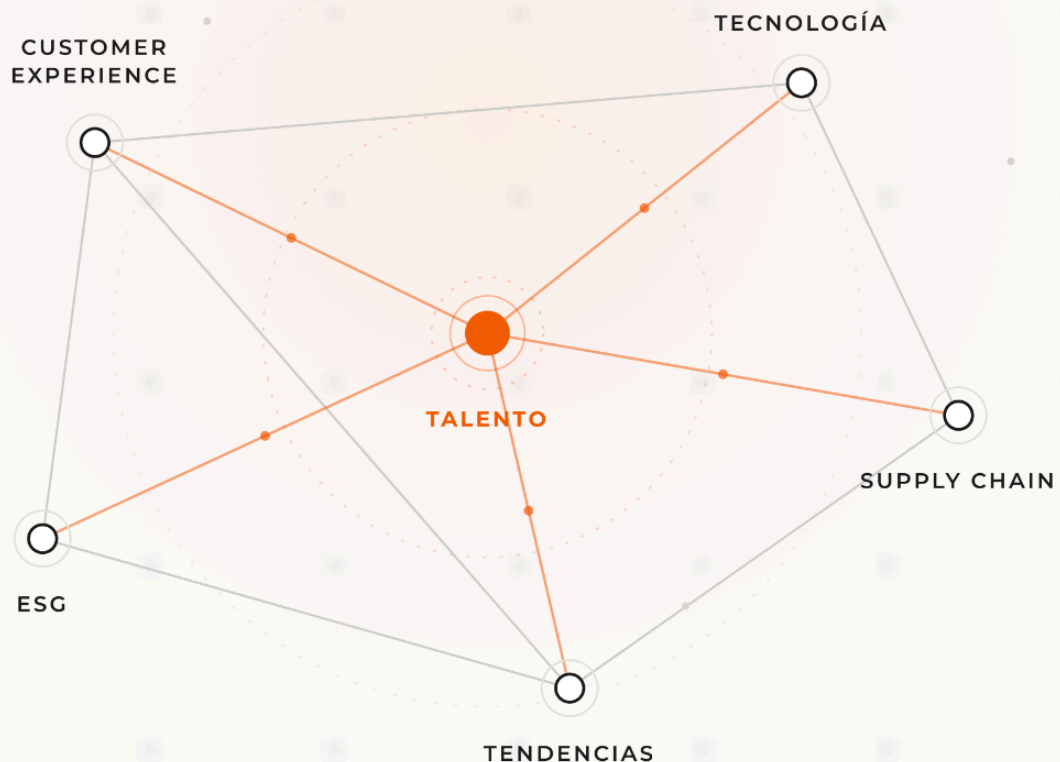 TECNOLOGÍA
CUSTOMER
EXPERIENCE
TALENTO
SUPPLY CHAIN
ESG
TENDENCIAS